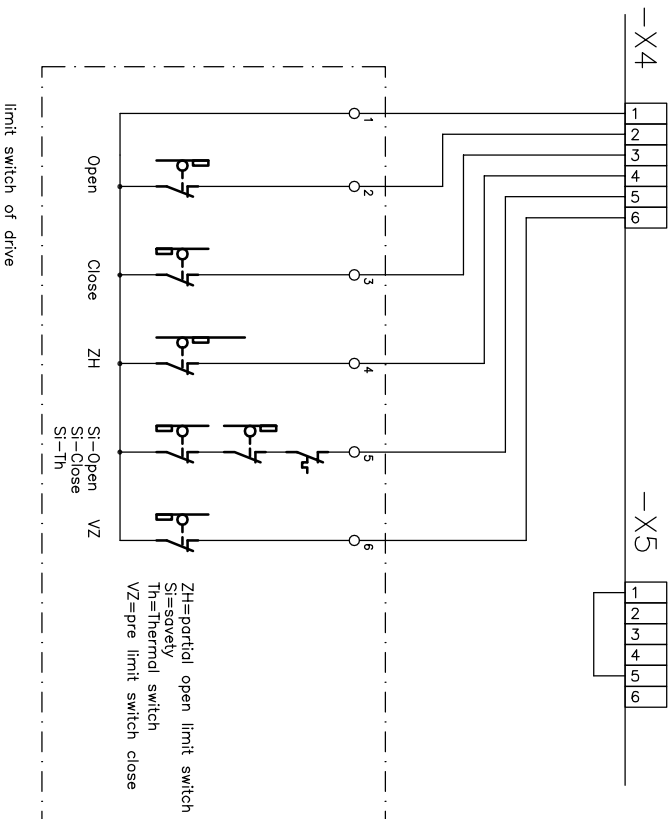 -X4
1
2
3
4
5
6
-X5
1
2
3
4
5
6
1
2
3
4
5
6
Open
Close
ZH
Si-Open
Si-Close
Si-Th
VZ
ZH=partial open limit switch
Si=savety
Th=Thermal switch
VZ=pre limit switch close
limit switch of drive